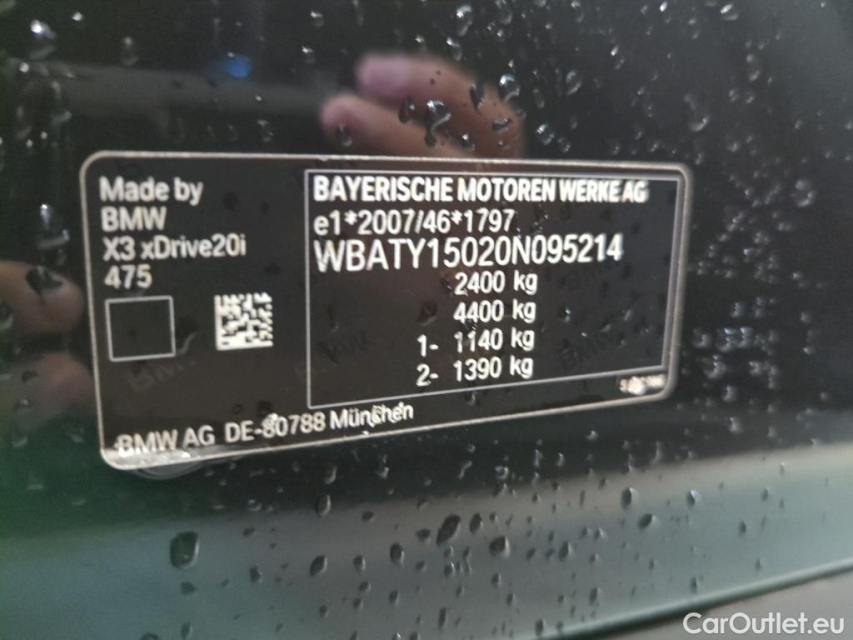 Made by
BMW
X3 xDrive20i
475
BAYERISCHE MOTOREN WERKE AG
e1*2007/46*1797
WBATY15020N095214
2400 kg
4400 kg
1- 1140 kg
2- 1390 kg
BMW AG DE-80788 München
CarOutlet.eu